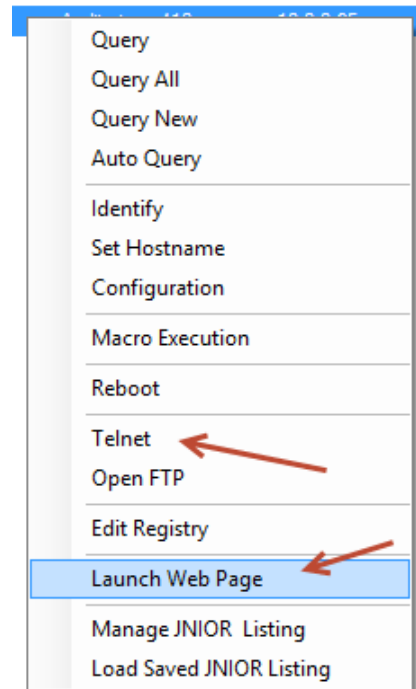 Query
Query All
Query New
Auto Query
Identify
Set Hostname
Configuration
Macro Execution
Reboot
Telnet
Open FTP
Edit Registry
Launch Web Page
Manage JNIOR  Listing
Load Saved JNIOR Listing